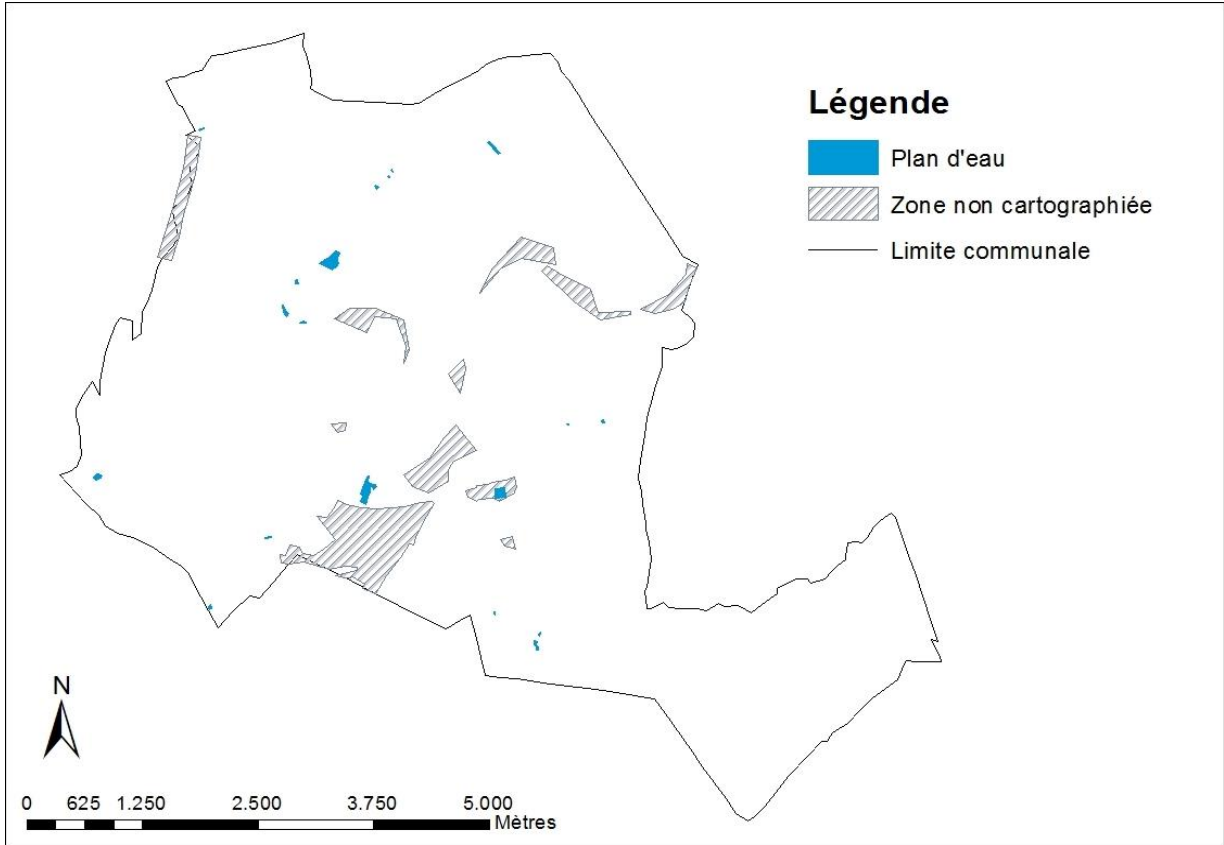 Légende
Plan d'eau
Zone non cartographiée
Limite communale
N
0 625 1.250 2.500 3.750 5.000
Mètres